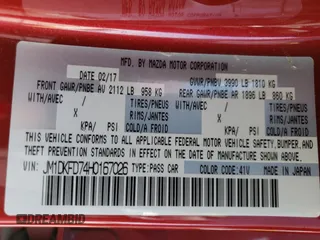 MFD. BY MAZDA MOTOR CORPORATION
DATE 02/17 GVWR/PNBV 3990 LB 1810 KG
FRONT GAWR/PNBE AV 2112 LB 958 KG REAR GAWR/PNBE AR 1896 LB 860 KG
WITH/AVEC / TIRES/PNEUS WITH/AVEC / TIRES/PNEUS
X JANTES X JANTES
KPA/ PSI COLD/A FROID KPA/ PSI COLD/A FROID
THIS VEHICLE CONFORMS TO ALL APPLICABLE FEDERAL MOTOR VEHICLE SAFETY, BUMPER, AND
THEFT PREVENTION STANDARDS IN EFFECT ON THE DATE OF MANUFACTURE SHOWN ABOVE.
VIN : JM1DKFD74H0167026 TYPE:PASS CAR COLOR CODE:41V MADE IN JAPAN
DREAMBID